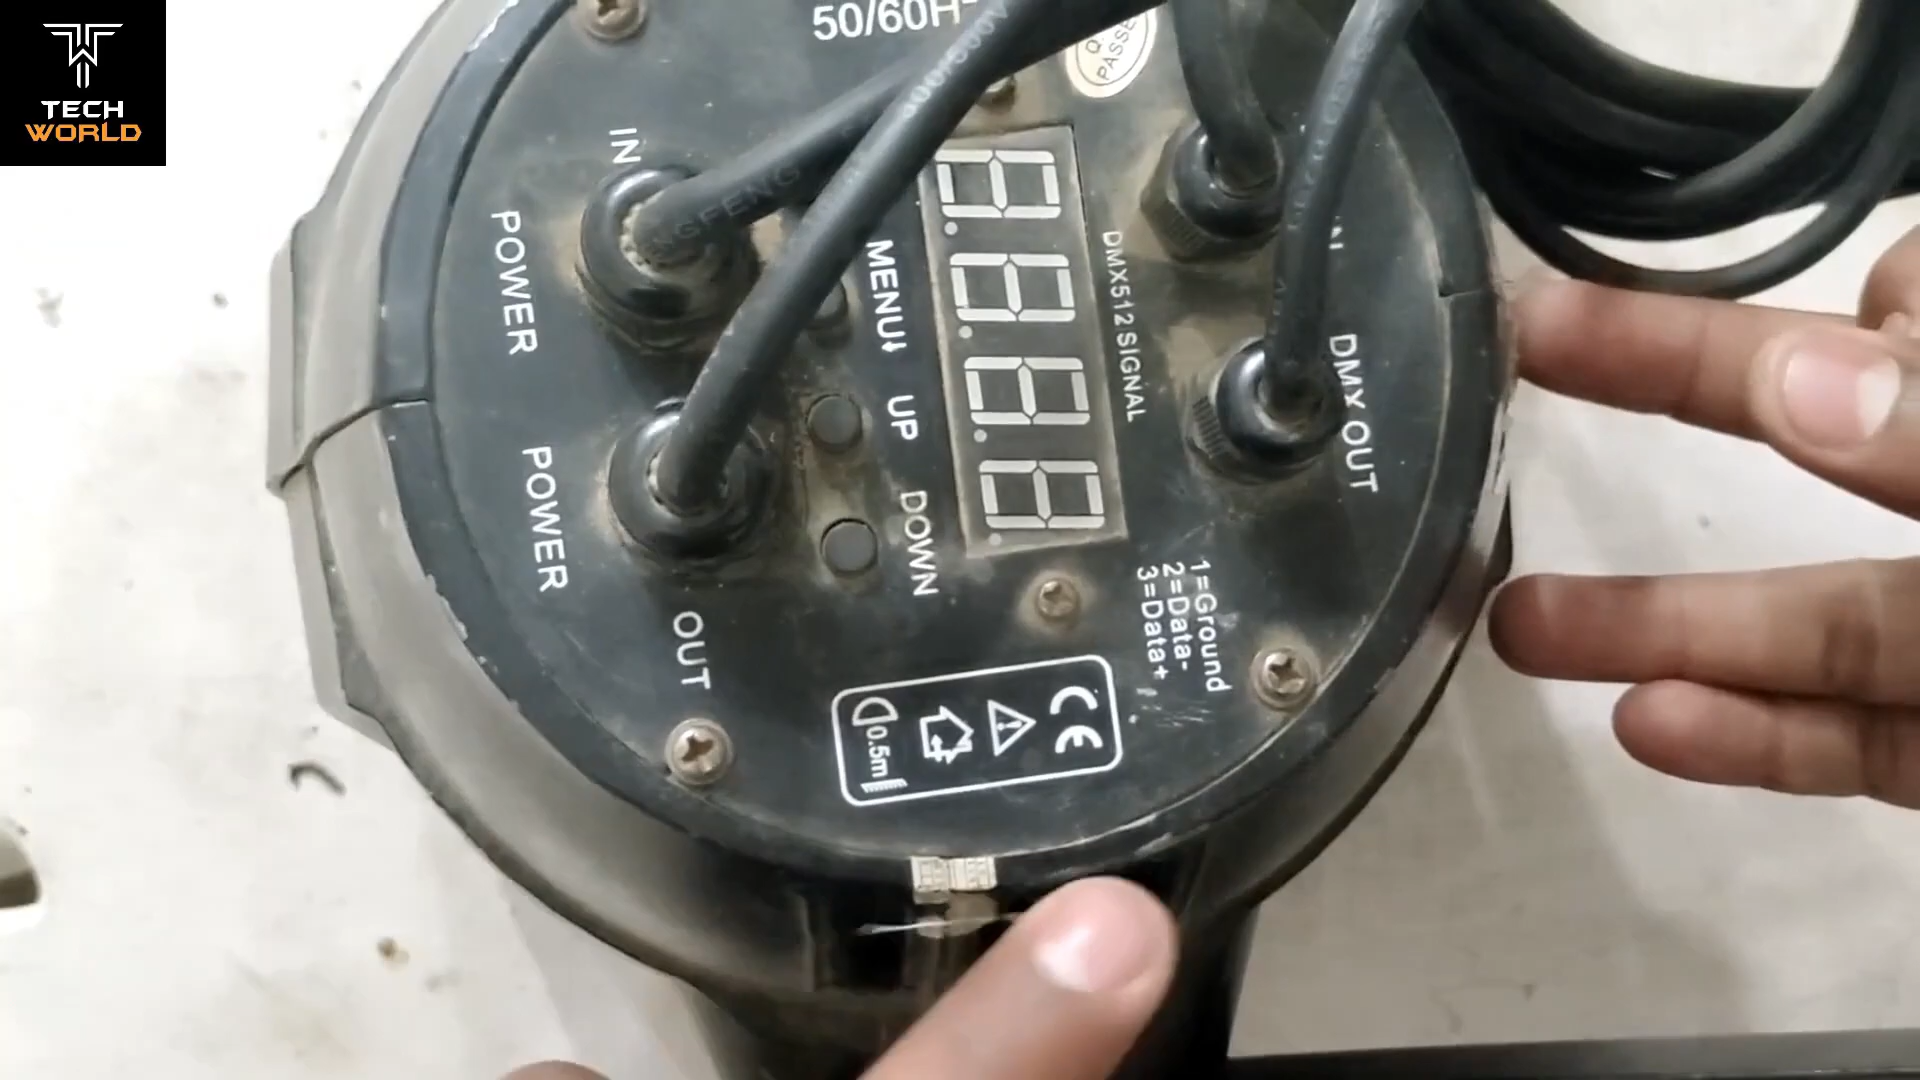 TECH
WORLD
50/60H
PASSE
IN
POWER
MENU
DMX512 SIGNAL
UP
DMX OUT
POWER
DOWN
OUT
1=Ground
2=Data-
3=Data+
CE
0.5m